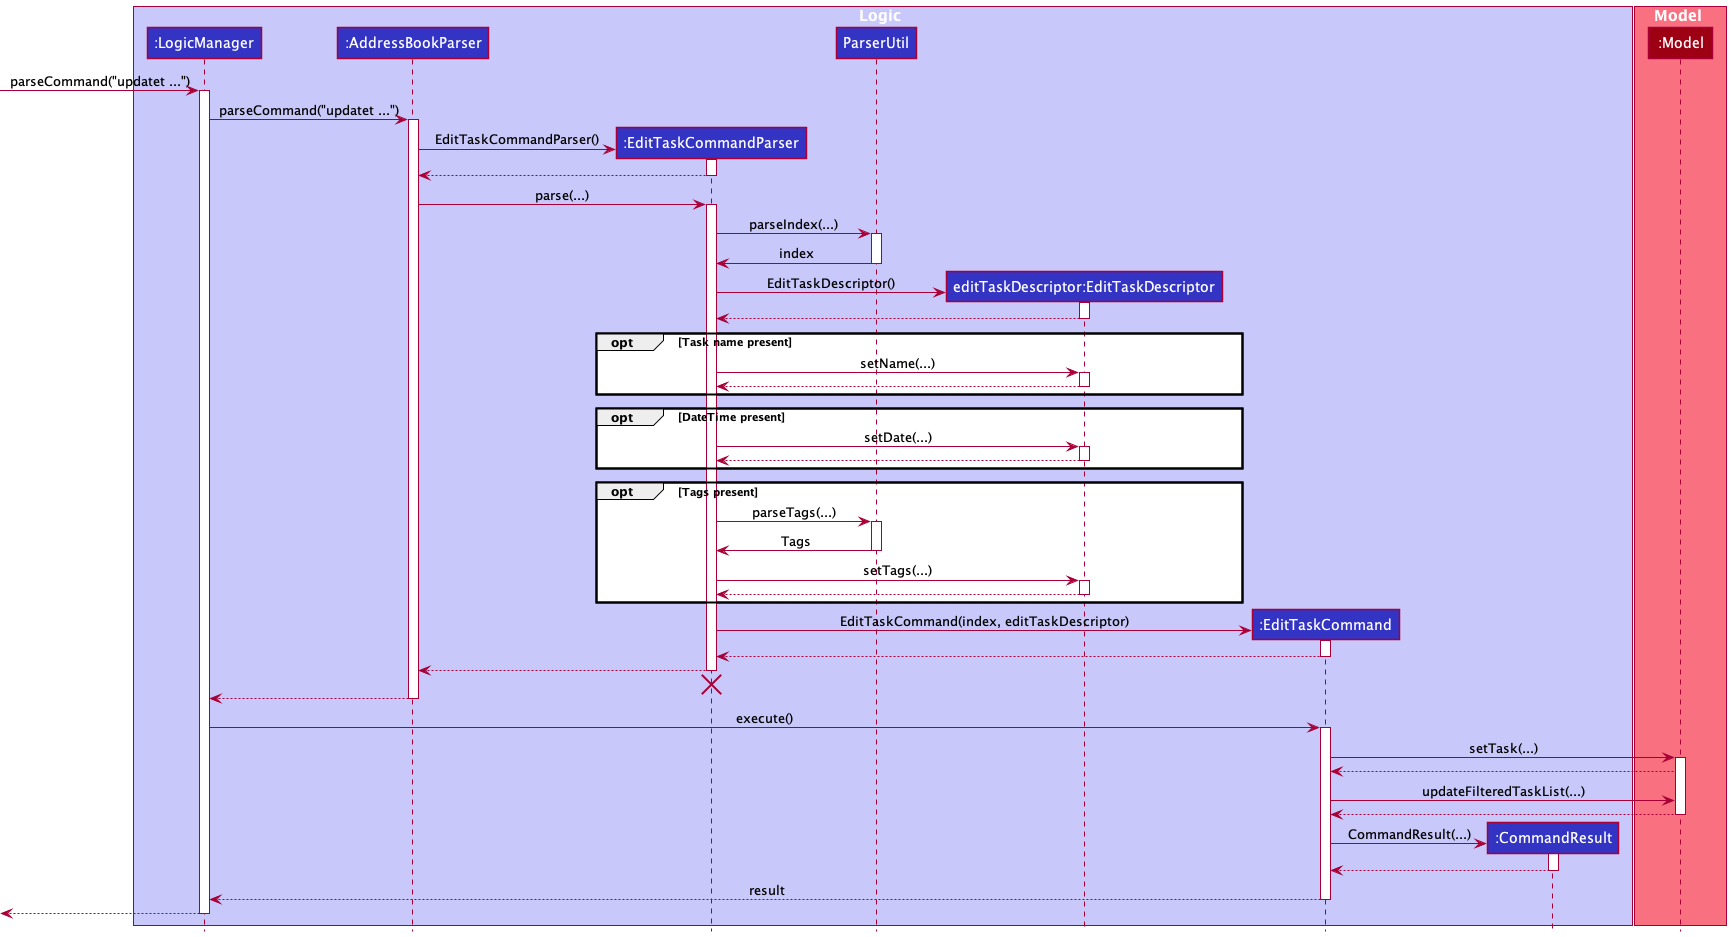 Logic
Model
:LogicManager
:AddressBookParser
ParserUtil
:Model
parseCommand("updatet ...")
parseCommand("updatet ...")
EditTaskCommandParser()
:EditTaskCommandParser
parse(...)
parseIndex(...)
index
EditTaskDescriptor()
editTaskDescriptor:EditTaskDescriptor
opt
[Task name present]
setName(...)
opt
[DateTime present]
setDate(...)
opt
[Tags present]
parseTags(...)
Tags
setTags(...)
EditTaskCommand(index, editTaskDescriptor)
:EditTaskCommand
execute()
setTask(...)
updateFilteredTaskList(...)
CommandResult(...)
:CommandResult
result